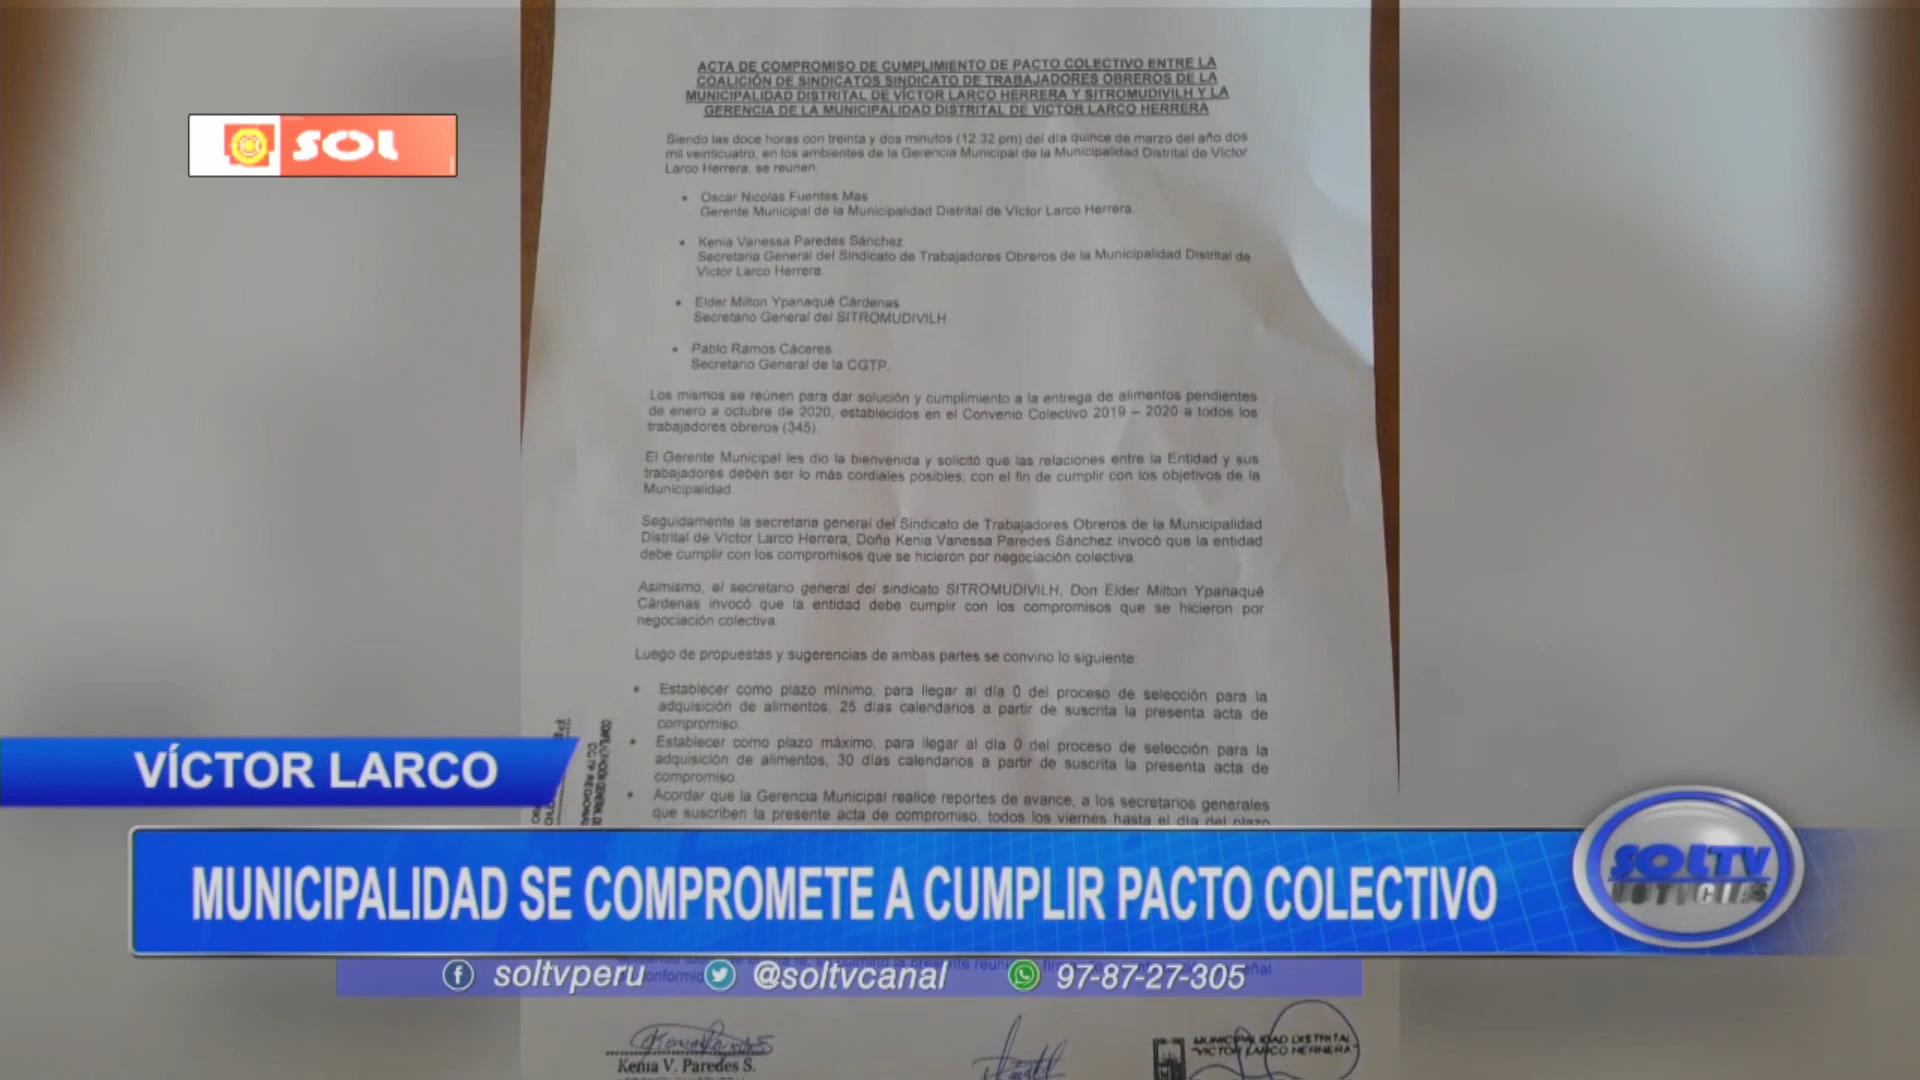 ACTA DE COMPROMISO DE CUMPLIMIENTO DE PACTO COLECTIVO ENTRE LA
COALICIÓN DE SINDICATOS SINDICATO DE TRABAJADORES OBREROS DE LA
MUNICIPALIDAD DISTRITAL DE VÍCTOR LARCO HERRERA Y SITROMUDIVILH Y LA
GERENCIA DE LA MUNICIPALIDAD DISTRITAL DE VICTOR LARCO HERRERA
SOL
Siendo las doce horas con treinta y dos minutos (12.32 pm) del día quince de marzo del año dos
mil veinticuatro, en los ambientes de la Gerencia Municipal de la Municipalidad Distrital de Víctor
Larco Herrera, se reúnen:
• Oscar Nicolas Fuentes Mas
Gerente Municipal de la Municipalidad Distrital de Víctor Larco Herrera.
• Kenia Vanessa Paredes Sánchez
Secretaria General del Sindicato de Trabajadores Obreros de la Municipalidad Distrital de
Víctor Larco Herrera.
• Elder Milton Ypanaqué Cárdenas
Secretario General del SITROMUDIVILH.
• Pablo Ramos Cáceres
Secretario General de la CGTP.
Los mismos se reúnen para dar solución y cumplimiento a la entrega de alimentos pendientes
de enero a octubre de 2020, establecidos en el Convenio Colectivo 2019 – 2020 a todos los
trabajadores obreros (345).
El Gerente Municipal les dio la bienvenida y solicitó que las relaciones entre la Entidad y sus
trabajadores deben ser lo más cordiales posibles, con el fin de cumplir con los objetivos de la
Municipalidad.
Seguidamente la secretaria general del Sindicato de Trabajadores Obreros de la Municipalidad
Distrital de Víctor Larco Herrera, Doña Kenia Vanessa Paredes Sánchez invocó que la entidad
debe cumplir con los compromisos que se hicieron por negociación colectiva.
Asimismo, el secretario general del sindicato SITROMUDIVILH, Don Elder Milton Ypanaqué
Cárdenas invocó que la entidad debe cumplir con los compromisos que se hicieron por
negociación colectiva.
Luego de propuestas y sugerencias de ambas partes se convino lo siguiente:
• Establecer como plazo mínimo, para llegar al día 0 del proceso de selección para la
adquisición de alimentos, 25 días calendarios a partir de suscrita la presenta acta de
compromiso.
• Establecer como plazo máximo, para llegar al día 0 del proceso de selección para la
adquisición de alimentos, 30 días calendarios a partir de suscrita la presenta acta de
compromiso.
• Acordar que la Gerencia Municipal realice reportes de avance, a los secretarios generales
que suscriben la presente acta de compromiso, todos los viernes hasta el día del plazo
VÍCTOR LARCO
MUNICIPALIDAD SE COMPROMETE A CUMPLIR PACTO COLECTIVO
SOLTV
NOTICIAS
soltvperu @soltvcanal 97-87-27-305
Kenia V. Paredes S.
MUNICIPALIDAD DISTRITAL
"VICTOR LARCO HERRERA"